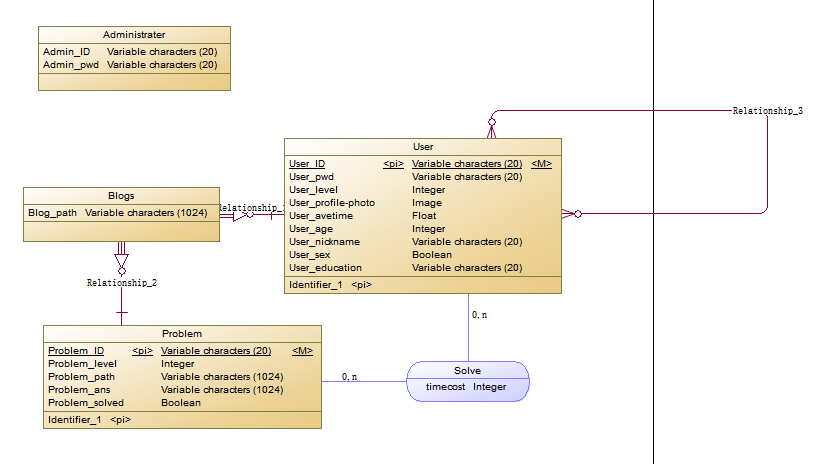 Administrater
Admin_ID Variable characters (20)
Admin_pwd Variable characters (20)
Relationship_3
User
User_ID <pi> Variable characters (20) <M>
User_pwd Variable characters (20)
User_level Integer
User_profile-photo Image
User_avetime Float
User_age Integer
User_nickname Variable characters (20)
User_sex Boolean
User_education Variable characters (20)
Identifier_1 <pi>
Blogs
Blog_path Variable characters (1024)
Relationship_
Relationship_2
0,n
Problem
Problem_ID <pi> Variable characters (20) <M>
Problem_level Integer
Problem_path Variable characters (1024)
Problem_ans Variable characters (1024)
Problem_solved Boolean
Identifier_1 <pi>
0,n
Solve
timecost Integer